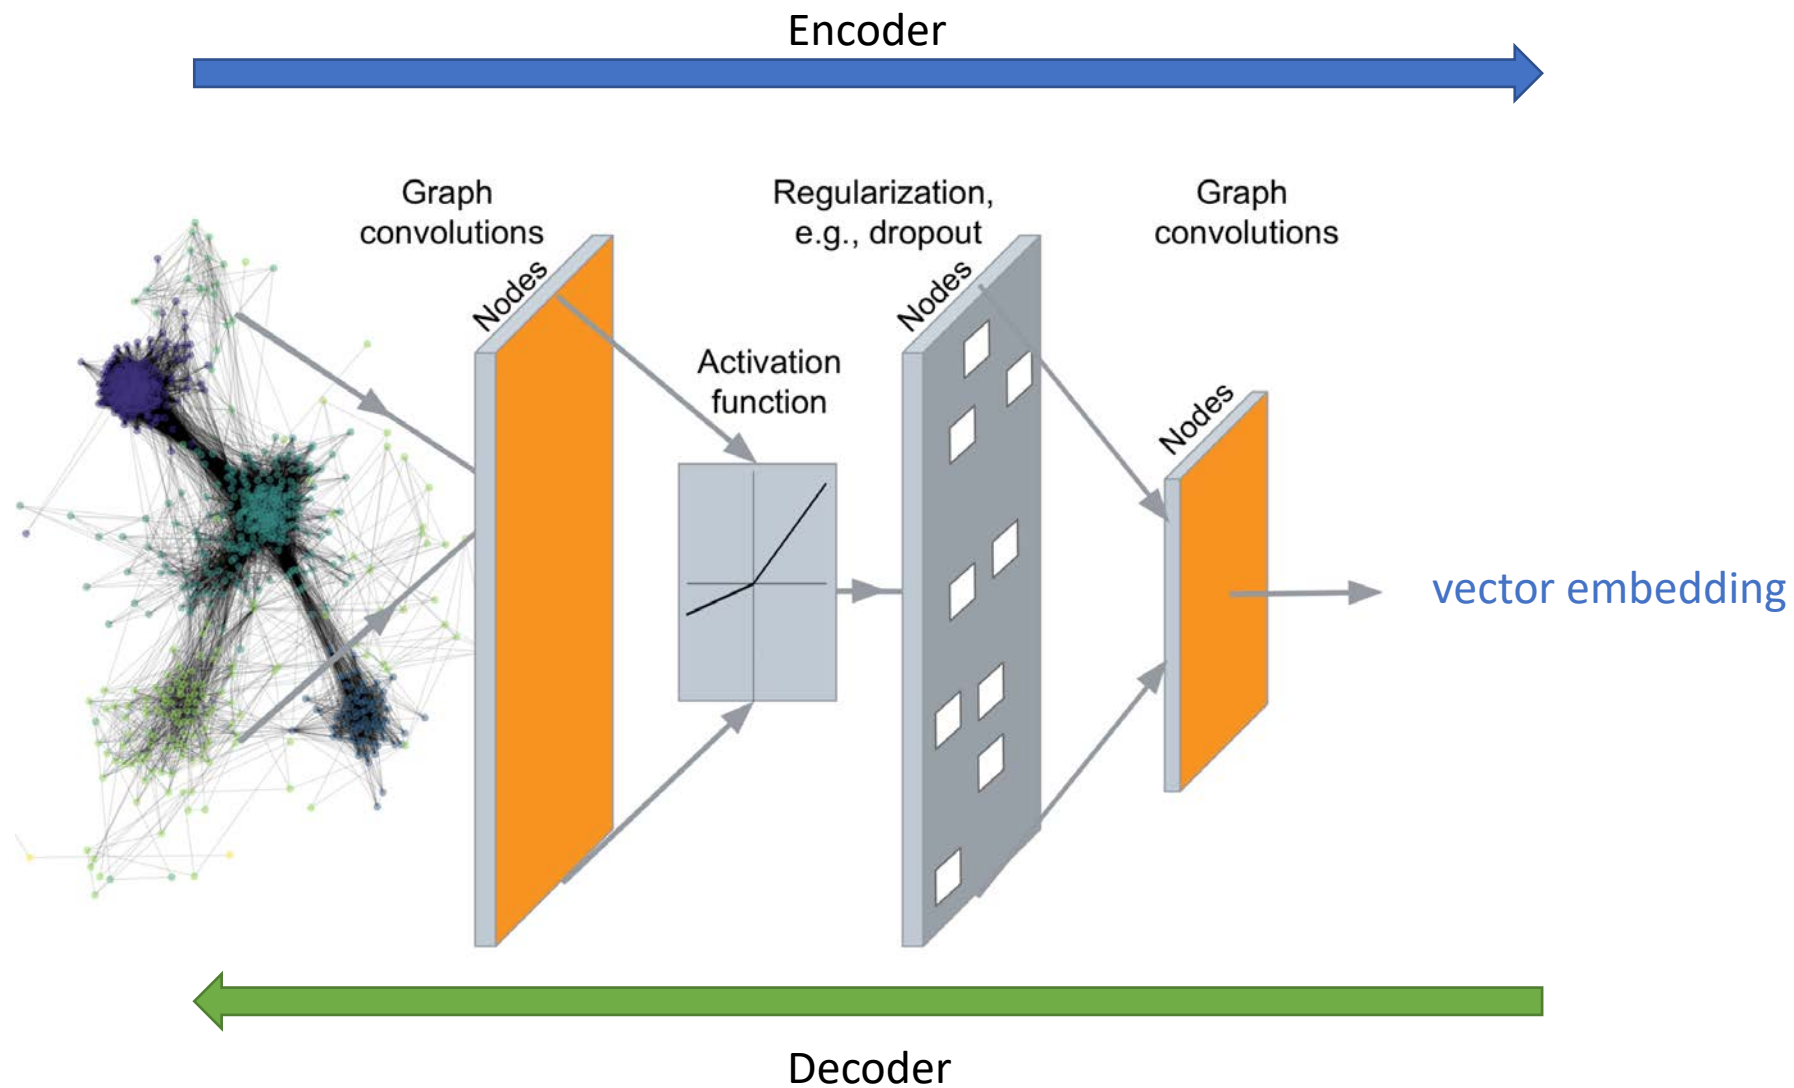 Encoder
Graph
convolutions
Regularization,
e.g., dropout
Graph
convolutions
Nodes
Nodes
Activation
function
Nodes
vector embedding
Decoder